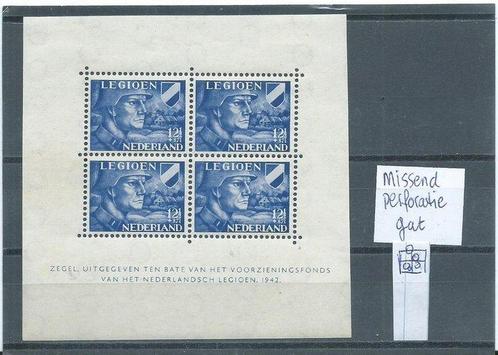 LEGIOEN
12½
+87½
NEDERLAND
LEGIOEN
12½
+87½
NEDERLAND
LEGIOEN
12½
+87½
NEDERLAND
LEGIOEN
12½
+87½
NEDERLAND
ZEGEL, UITGEGEVEN TEN BATE VAN HET VOORZIENINGSFONDS
VAN HET NEDERLANDSCH LEGIOEN, 1942.
Missend
perforatie
gat